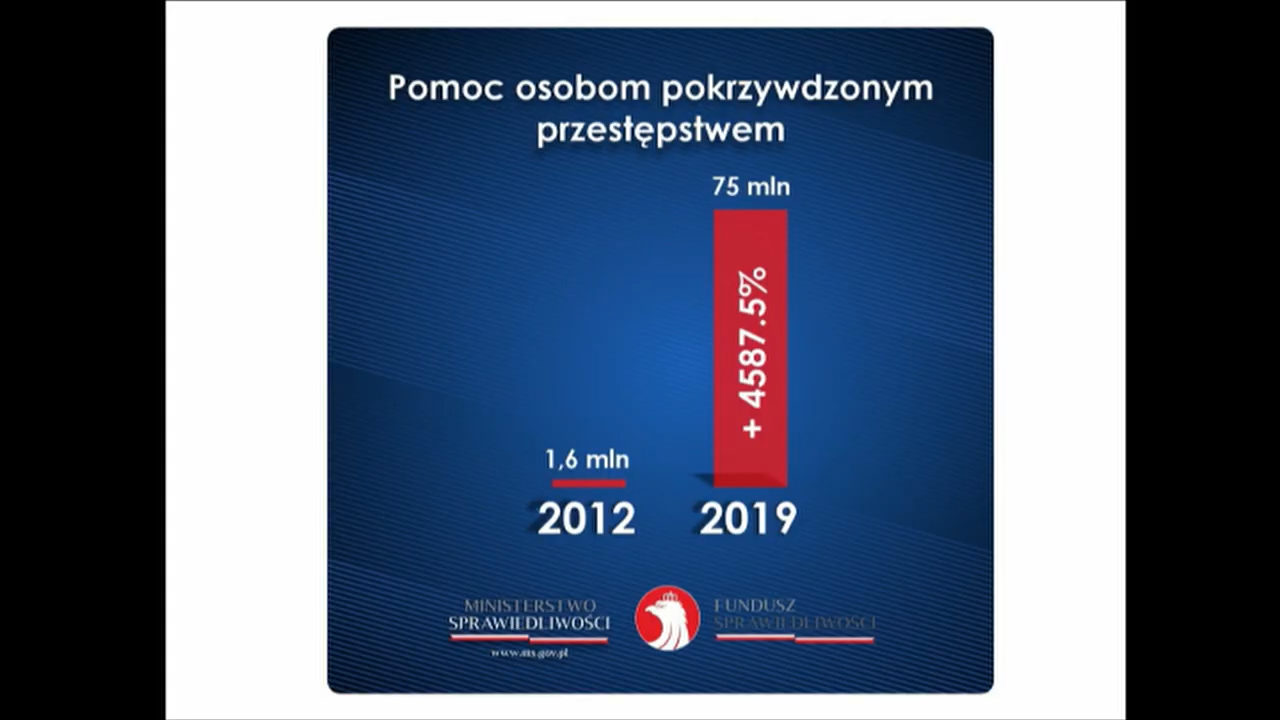 Pomoc osobom pokrzywdzonym
przestępstwem
75 mln
+ 4587.5%
1,6 mln
2012 2019
MINISTERSTWO
SPRAWIEDLIWOŚCI
www.ms.gov.pl
FUNDUSZ
SPRAWIEDLIWOŚCI